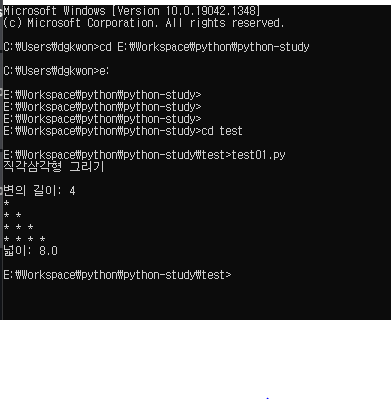 Microsoft Windows [Version 10.0.19042.1348]
(c) Microsoft Corporation. All rights reserved.
C:₩Users₩dgkwon>cd E:₩Workspace₩python₩python-study
C:₩Users₩dgkwon>e:
E:₩Workspace₩python₩python-study>
E:₩Workspace₩python₩python-study>
E:₩Workspace₩python₩python-study>
E:₩Workspace₩python₩python-study>cd test
E:₩Workspace₩python₩python-study₩test>test01.py
직각삼각형 그리기
변의 길이: 4
*
* *
* * *
* * * *
넓이: 8.0
E:₩Workspace₩python₩python-study₩test>